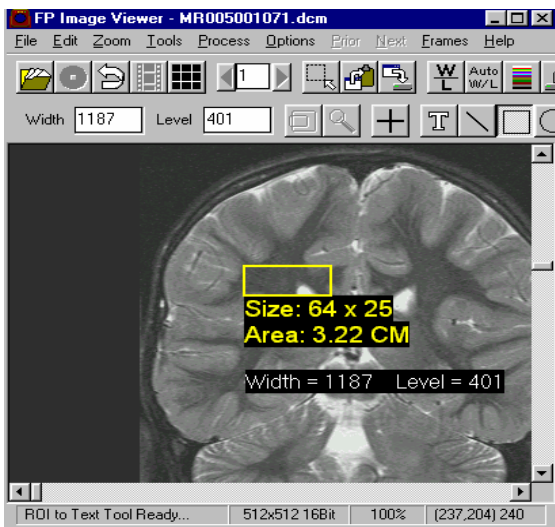 FP Image Viewer - MR005001071.dcm
File Edit Zoom Tools Process Options Prior Next Frames Help
1 W/L Auto W/L
Width 1187 Level 401 T
Size: 64 x 25
Area: 3.22 CM
Width = 1187 Level = 401
ROI to Text Tool Ready... 512x512 16Bit 100% (237,204) 240